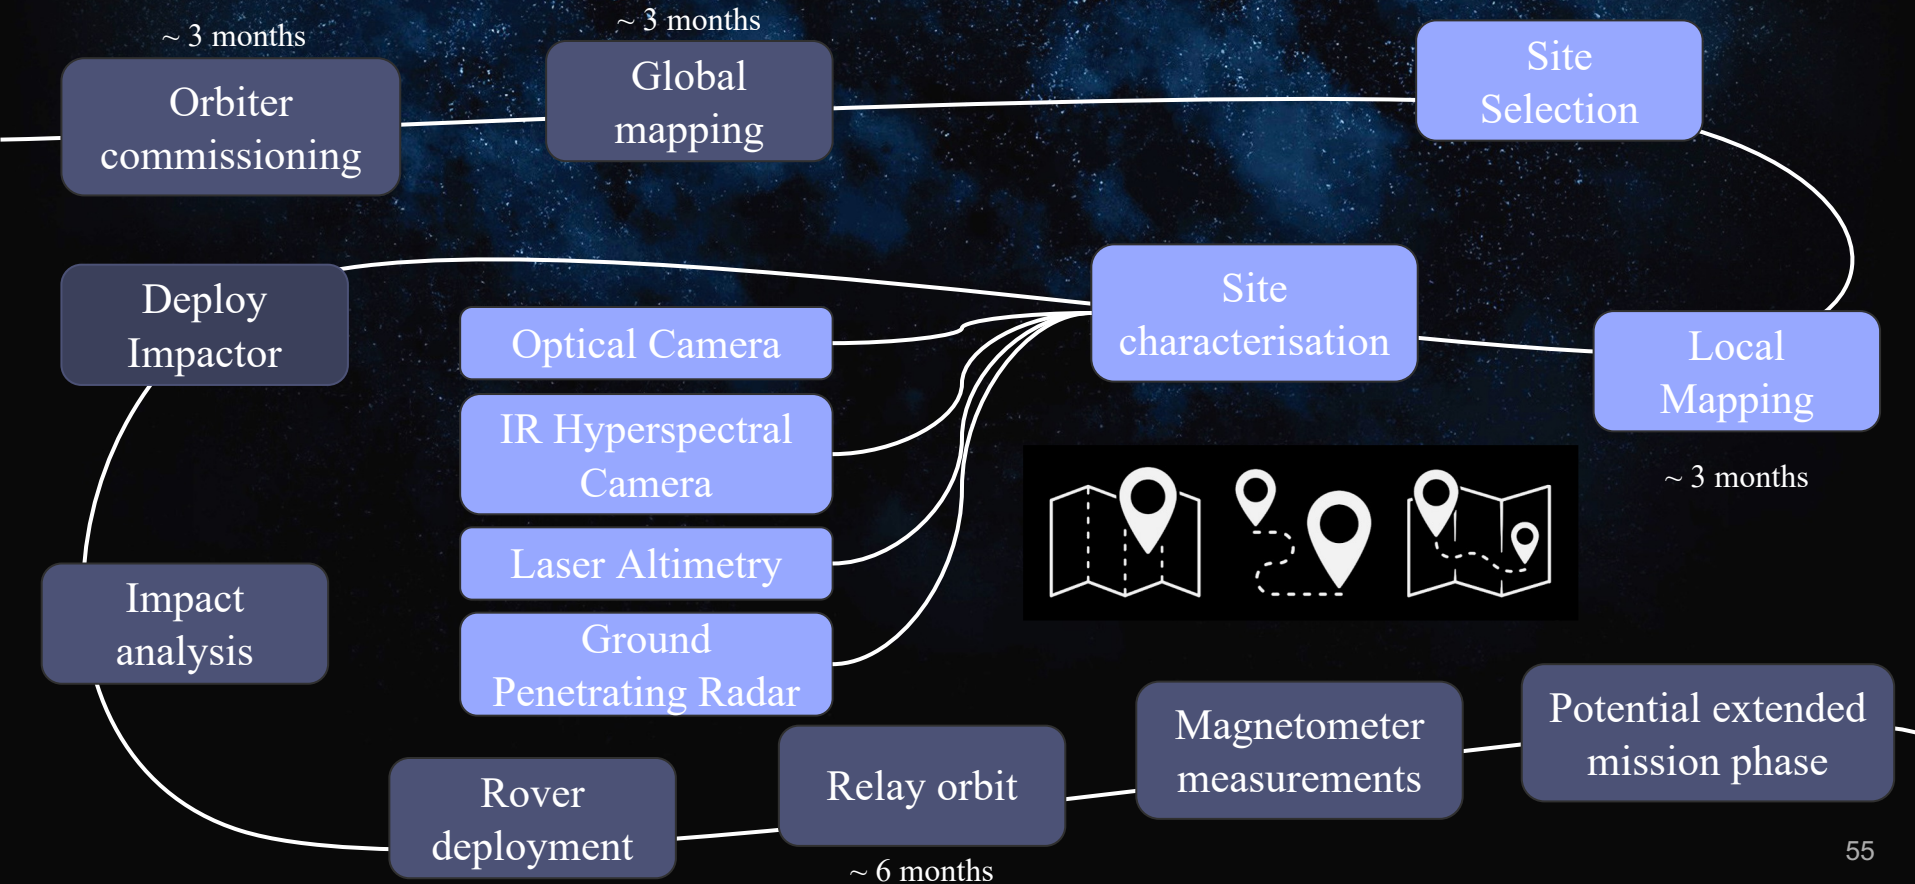 ~ 3 months
Orbiter
commissioning
~ 3 months
Global
mapping
Site
Selection
Local
Mapping
~ 3 months
Site
characterisation
Optical Camera
IR Hyperspectral
Camera
Laser Altimetry
Ground
Penetrating Radar
Deploy
Impactor
Impact
analysis
Rover
deployment
Relay orbit
~ 6 months
Magnetometer
measurements
Potential extended
mission phase
55